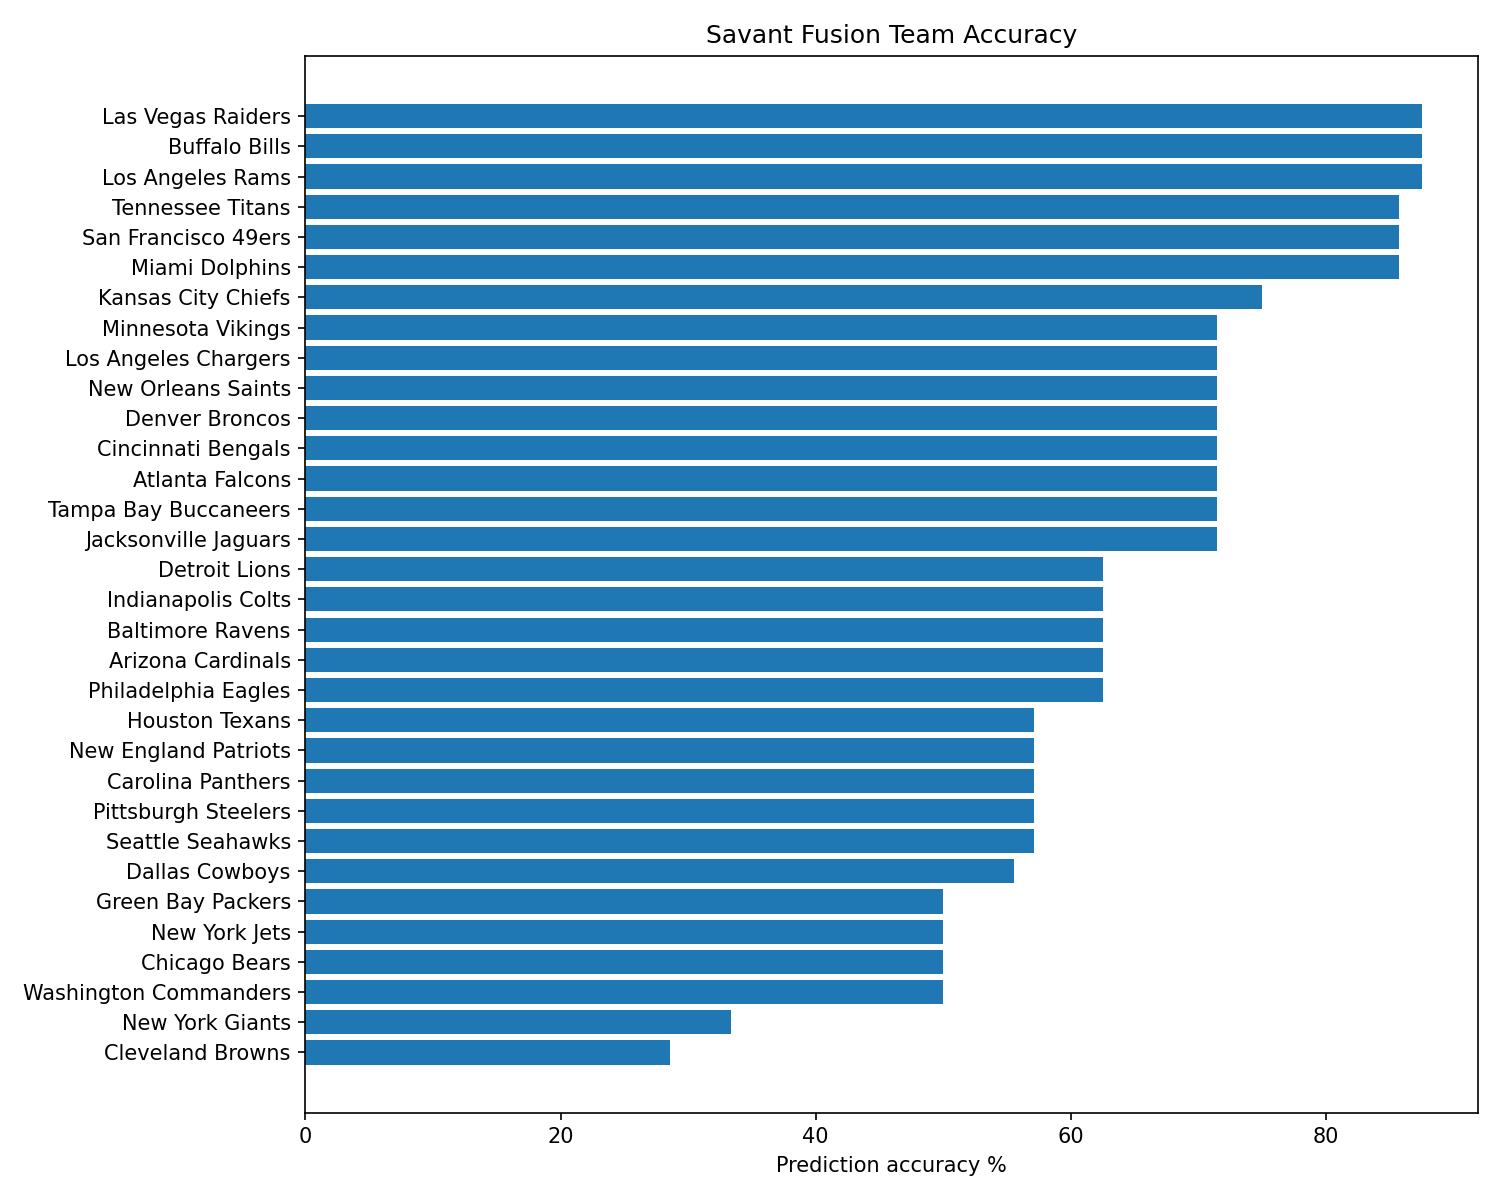 Savant Fusion Team Accuracy
Las Vegas Raiders
Buffalo Bills
Los Angeles Rams
Tennessee Titans
San Francisco 49ers
Miami Dolphins
Kansas City Chiefs
Minnesota Vikings
Los Angeles Chargers
New Orleans Saints
Denver Broncos
Cincinnati Bengals
Atlanta Falcons
Tampa Bay Buccaneers
Jacksonville Jaguars
Detroit Lions
Indianapolis Colts
Baltimore Ravens
Arizona Cardinals
Philadelphia Eagles
Houston Texans
New England Patriots
Carolina Panthers
Pittsburgh Steelers
Seattle Seahawks
Dallas Cowboys
Green Bay Packers
New York Jets
Chicago Bears
Washington Commanders
New York Giants
Cleveland Browns
0 20 40 60 80
Prediction accuracy %